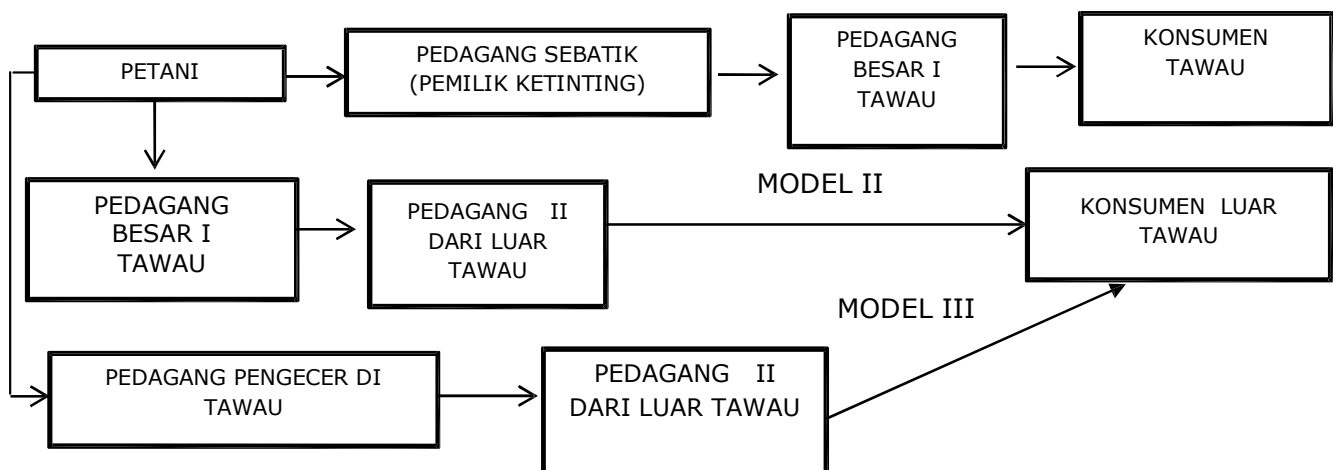 PETANI
PEDAGANG SEBATIK
(PEMILIK KETINTING)
PEDAGANG
BESAR I
TAWAU
KONSUMEN
TAWAU
MODEL II
PEDAGANG
BESAR I
TAWAU
PEDAGANG II
DARI LUAR
TAWAU
KONSUMEN LUAR
TAWAU
MODEL III
PEDAGANG PENGECER DI
TAWAU
PEDAGANG II
DARI LUAR TAWAU